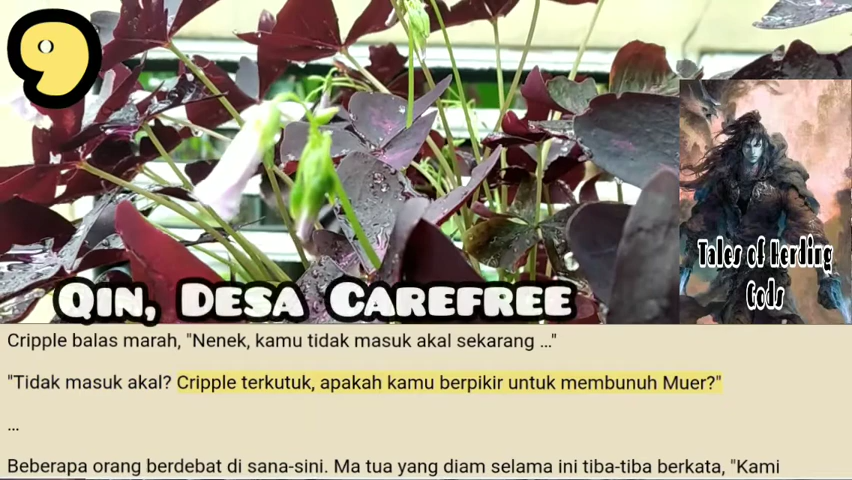 9
Tales of Herding
Gods
Qin, Desa Carefree
Cripple balas marah, "Nenek, kamu tidak masuk akal sekarang ..."
"Tidak masuk akal? Cripple terkutuk, apakah kamu berpikir untuk membunuh Muer?"
...
Beberapa orang berdebat di sana-sini. Ma tua yang diam selama ini tiba-tiba berkata, "Kami